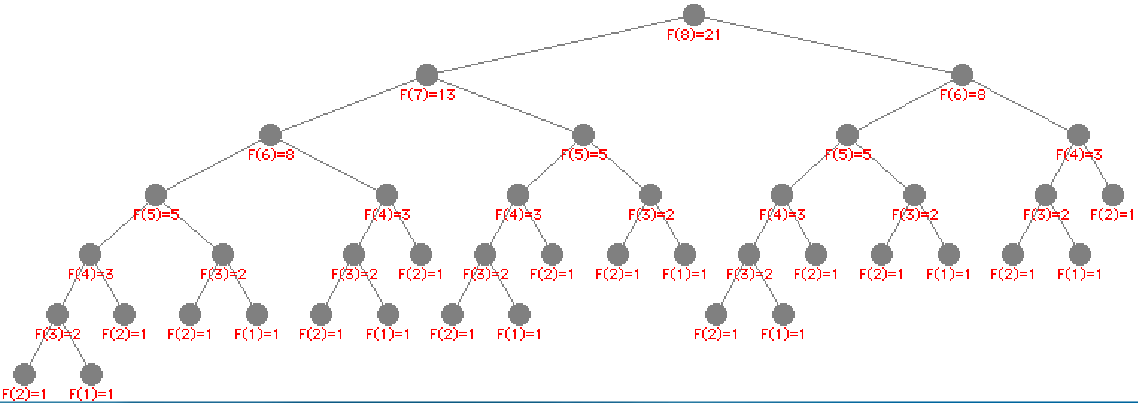 F(8)=21
F(7)=13 F(6)=8
F(6)=8 F(5)=5 F(5)=5 F(4)=3
F(5)=5 F(4)=3 F(4)=3 F(3)=2 F(4)=3 F(3)=2 F(3)=2 F(2)=1
F(4)=3 F(3)=2 F(3)=2 F(2)=1 F(3)=2 F(2)=1 F(2)=1 F(1)=1 F(3)=2 F(2)=1 F(2)=1 F(1)=1 F(2)=1 F(1)=1
F(3)=2 F(2)=1 F(2)=1 F(1)=1 F(2)=1 F(1)=1 F(2)=1 F(1)=1 F(2)=1 F(1)=1
F(2)=1 F(1)=1